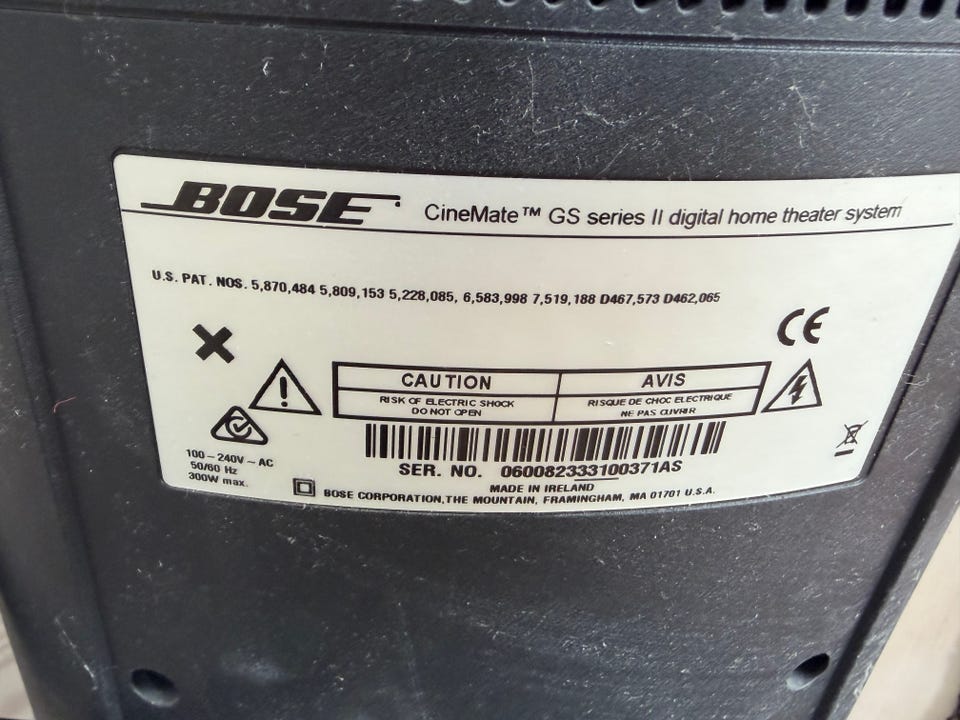 BOSE
CineMate™ GS series II digital home theater system
U.S. PAT. NOS. 5,870,484 5,809,153 5,228,085, 6,583,998 7,519,188 D467,573 D462,065
CE
CAUTION
RISK OF ELECTRIC SHOCK
DO NOT OPEN
AVIS
RISQUE DE CHOC ELECTRIQUE
NE PAS OUVRIR
100–240V ~ AC
50/60 Hz
300W max.
SER. NO. 060082333100371AS
MADE IN IRELAND
BOSE CORPORATION, THE MOUNTAIN, FRAMINGHAM, MA 01701 U.S.A.